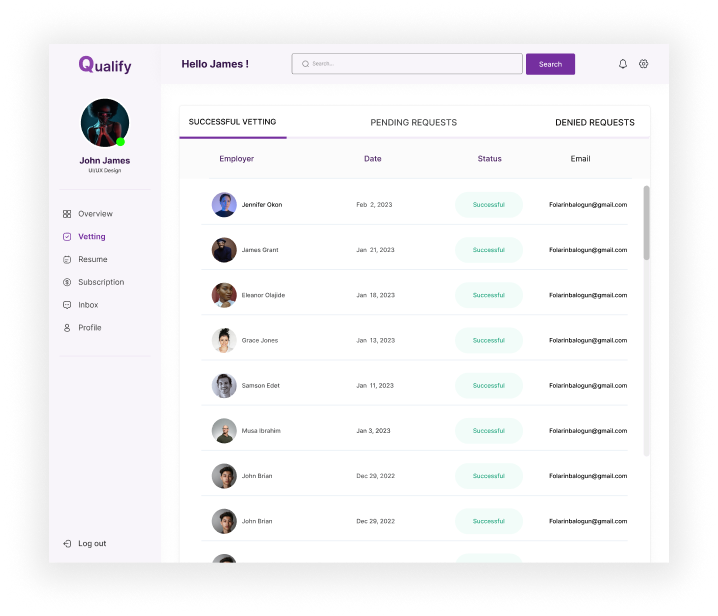 Qualify
Hello James !
Search...
Search
John James
UI/UX Design
Overview
Vetting
Resume
Subscription
Inbox
Profile
Log out
SUCCESSFUL VETTING PENDING REQUESTS DENIED REQUESTS
Employer Date Status Email
Jennifer Okon Feb 2, 2023 Successful Folarinbalogun@gmail.com
James Grant Jan 21, 2023 Successful Folarinbalogun@gmail.com
Eleanor Olajide Jan 18, 2023 Successful Folarinbalogun@gmail.com
Grace Jones Jan 13, 2023 Successful Folarinbalogun@gmail.com
Samson Edet Jan 11, 2023 Successful Folarinbalogun@gmail.com
Musa Ibrahim Jan 3, 2023 Successful Folarinbalogun@gmail.com
John Brian Dec 29, 2022 Successful Folarinbalogun@gmail.com
John Brian Dec 29, 2022 Successful Folarinbalogun@gmail.com